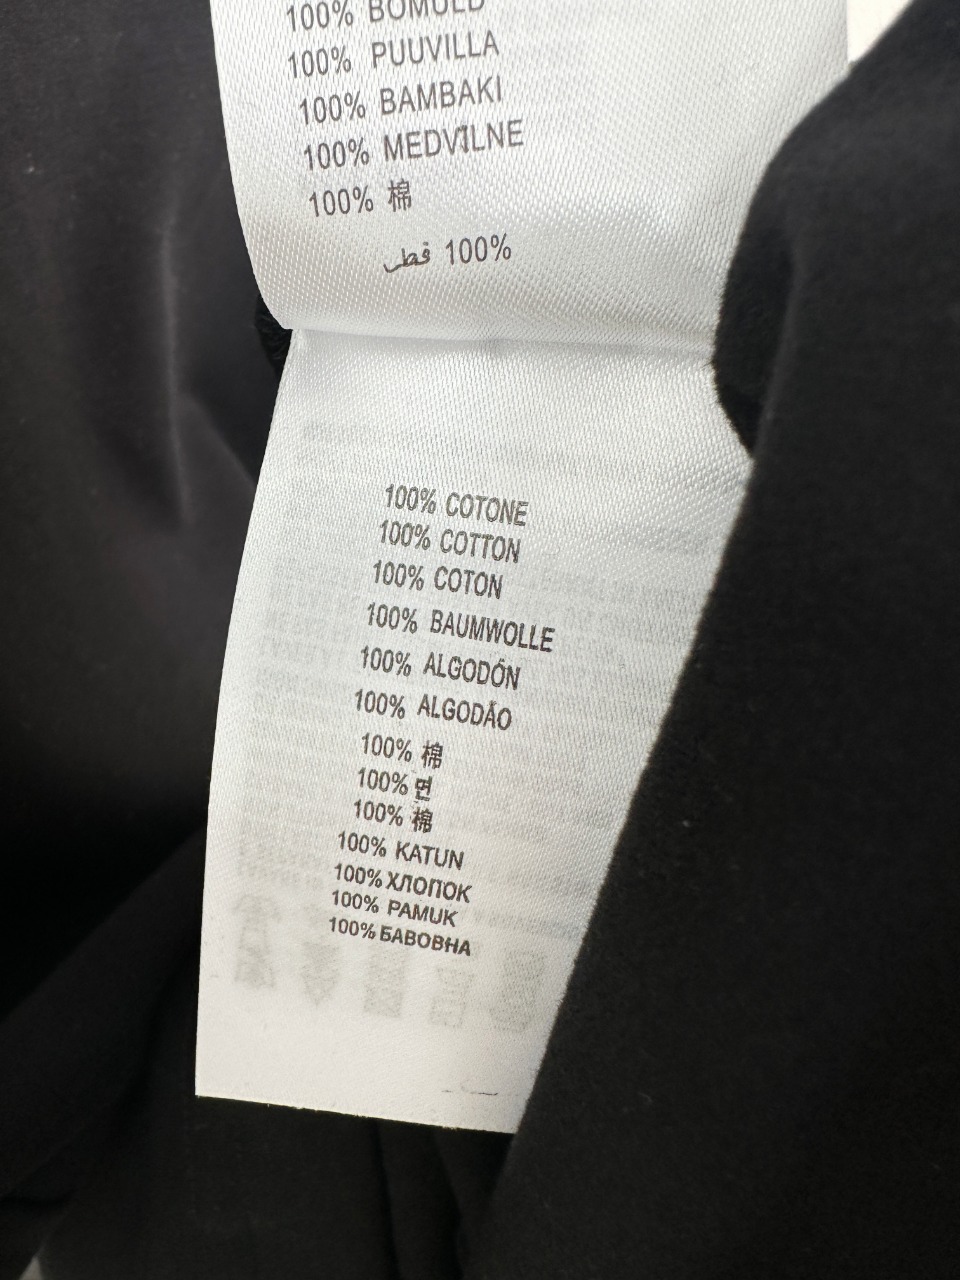 100% BOMULD
100% PUUVILLA
100% BAMBAKI
100% MEDVILNE
100% 棉
100% قطن
100% COTONE
100% COTTON
100% COTON
100% BAUMWOLLE
100% ALGODÓN
100% ALGODÃO
100% 棉
100% 면
100% 棉
100% KATUN
100% ХЛОПОК
100% PAMUK
100% БАВОВНА